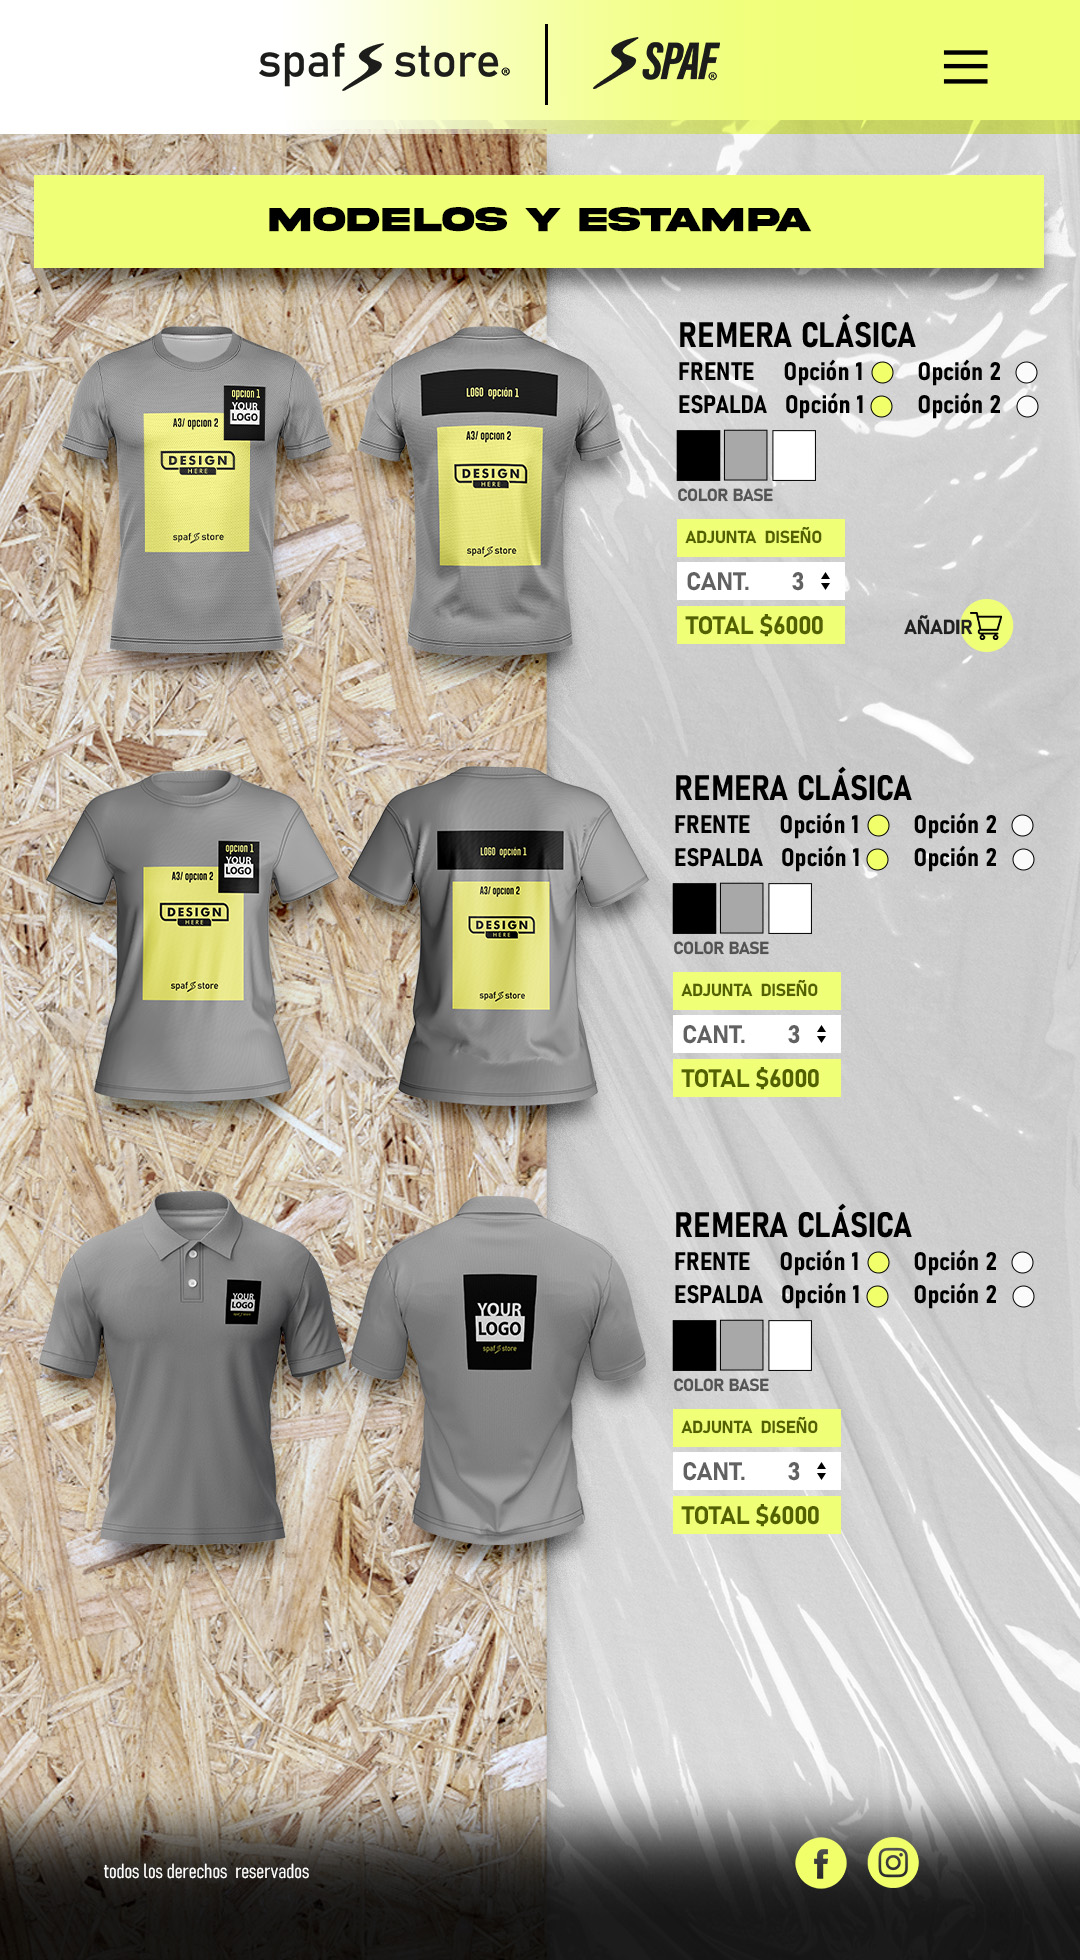 spaf store®
SPAF®
MODELOS Y ESTAMPA
opcion 1
YOUR
LOGO
A3/ opcion 2
DESIGN
HERE
spaf store
LOGO opción 1
A3/ opcion 2
DESIGN
HERE
spaf store
REMERA CLÁSICA
FRENTE Opción 1 Opción 2
ESPALDA Opción 1 Opción 2
COLOR BASE
ADJUNTA DISEÑO
CANT. 3
TOTAL $6000
AÑADIR
opcion 1
YOUR
LOGO
A3/ opcion 2
DESIGN
HERE
spaf store
LOGO opción 1
A3/ opcion 2
DESIGN
HERE
spaf store
REMERA CLÁSICA
FRENTE Opción 1 Opción 2
ESPALDA Opción 1 Opción 2
COLOR BASE
ADJUNTA DISEÑO
CANT. 3
TOTAL $6000
YOUR
LOGO
spaf store
YOUR
LOGO
spaf store
REMERA CLÁSICA
FRENTE Opción 1 Opción 2
ESPALDA Opción 1 Opción 2
COLOR BASE
ADJUNTA DISEÑO
CANT. 3
TOTAL $6000
todos los derechos reservados